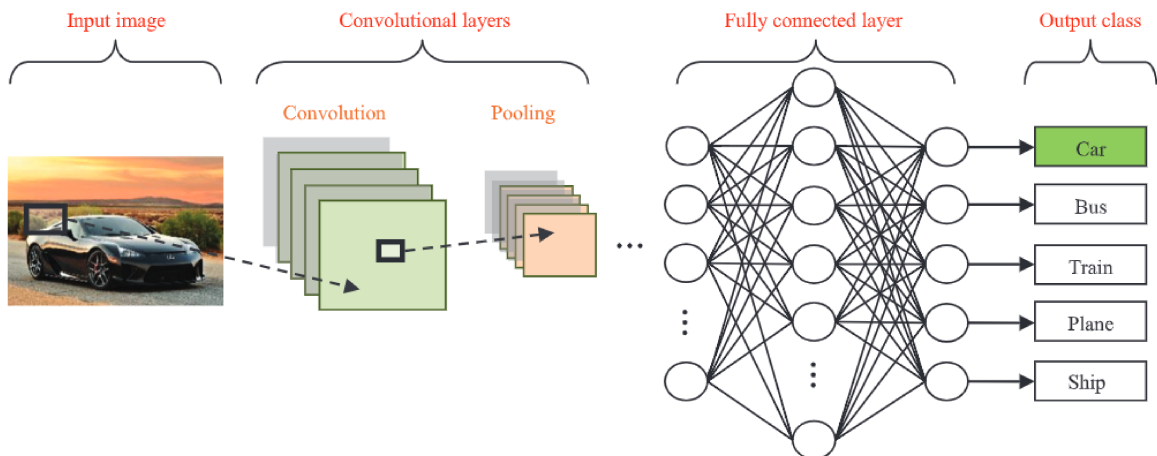 Input image
Convolutional layers
Fully connected layer
Output class
Convolution
Pooling
Car
Bus
Train
Plane
Ship